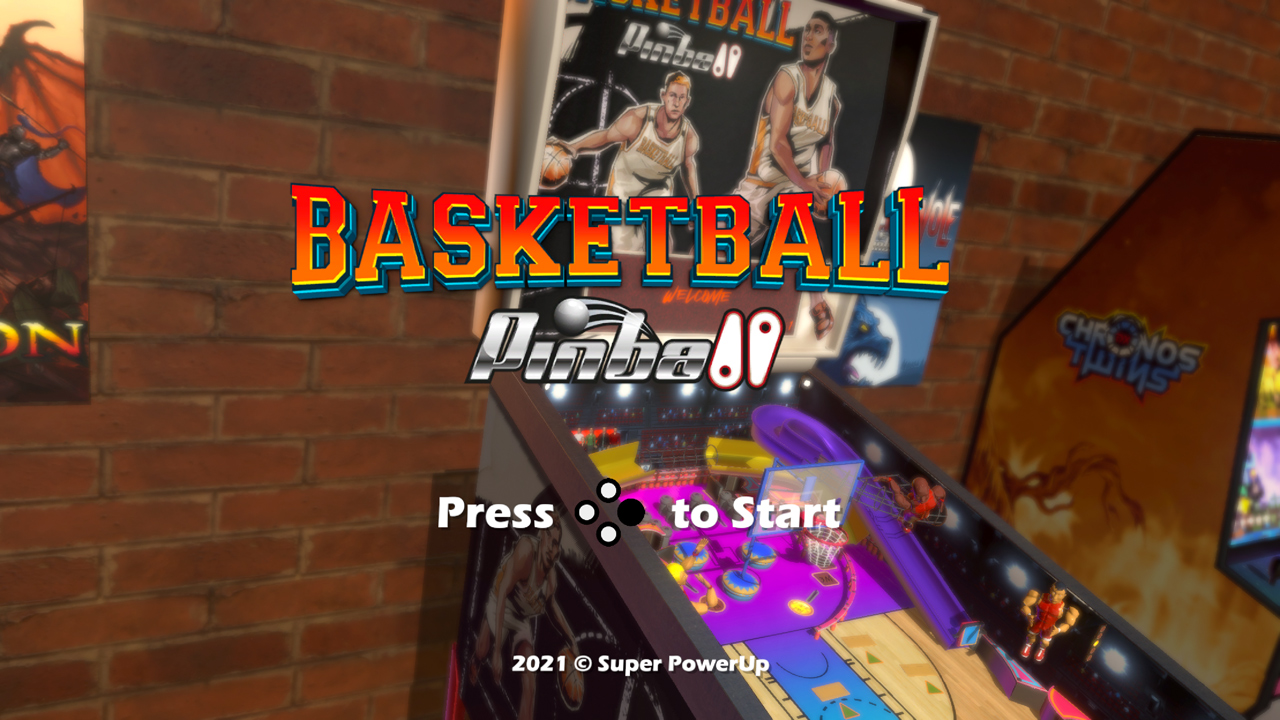 BASKETBALL
Pinball
BASKETBALL
Pinball
WELCOME
ON
CHRONOS
TWINS
Press to Start
2021 © Super PowerUp